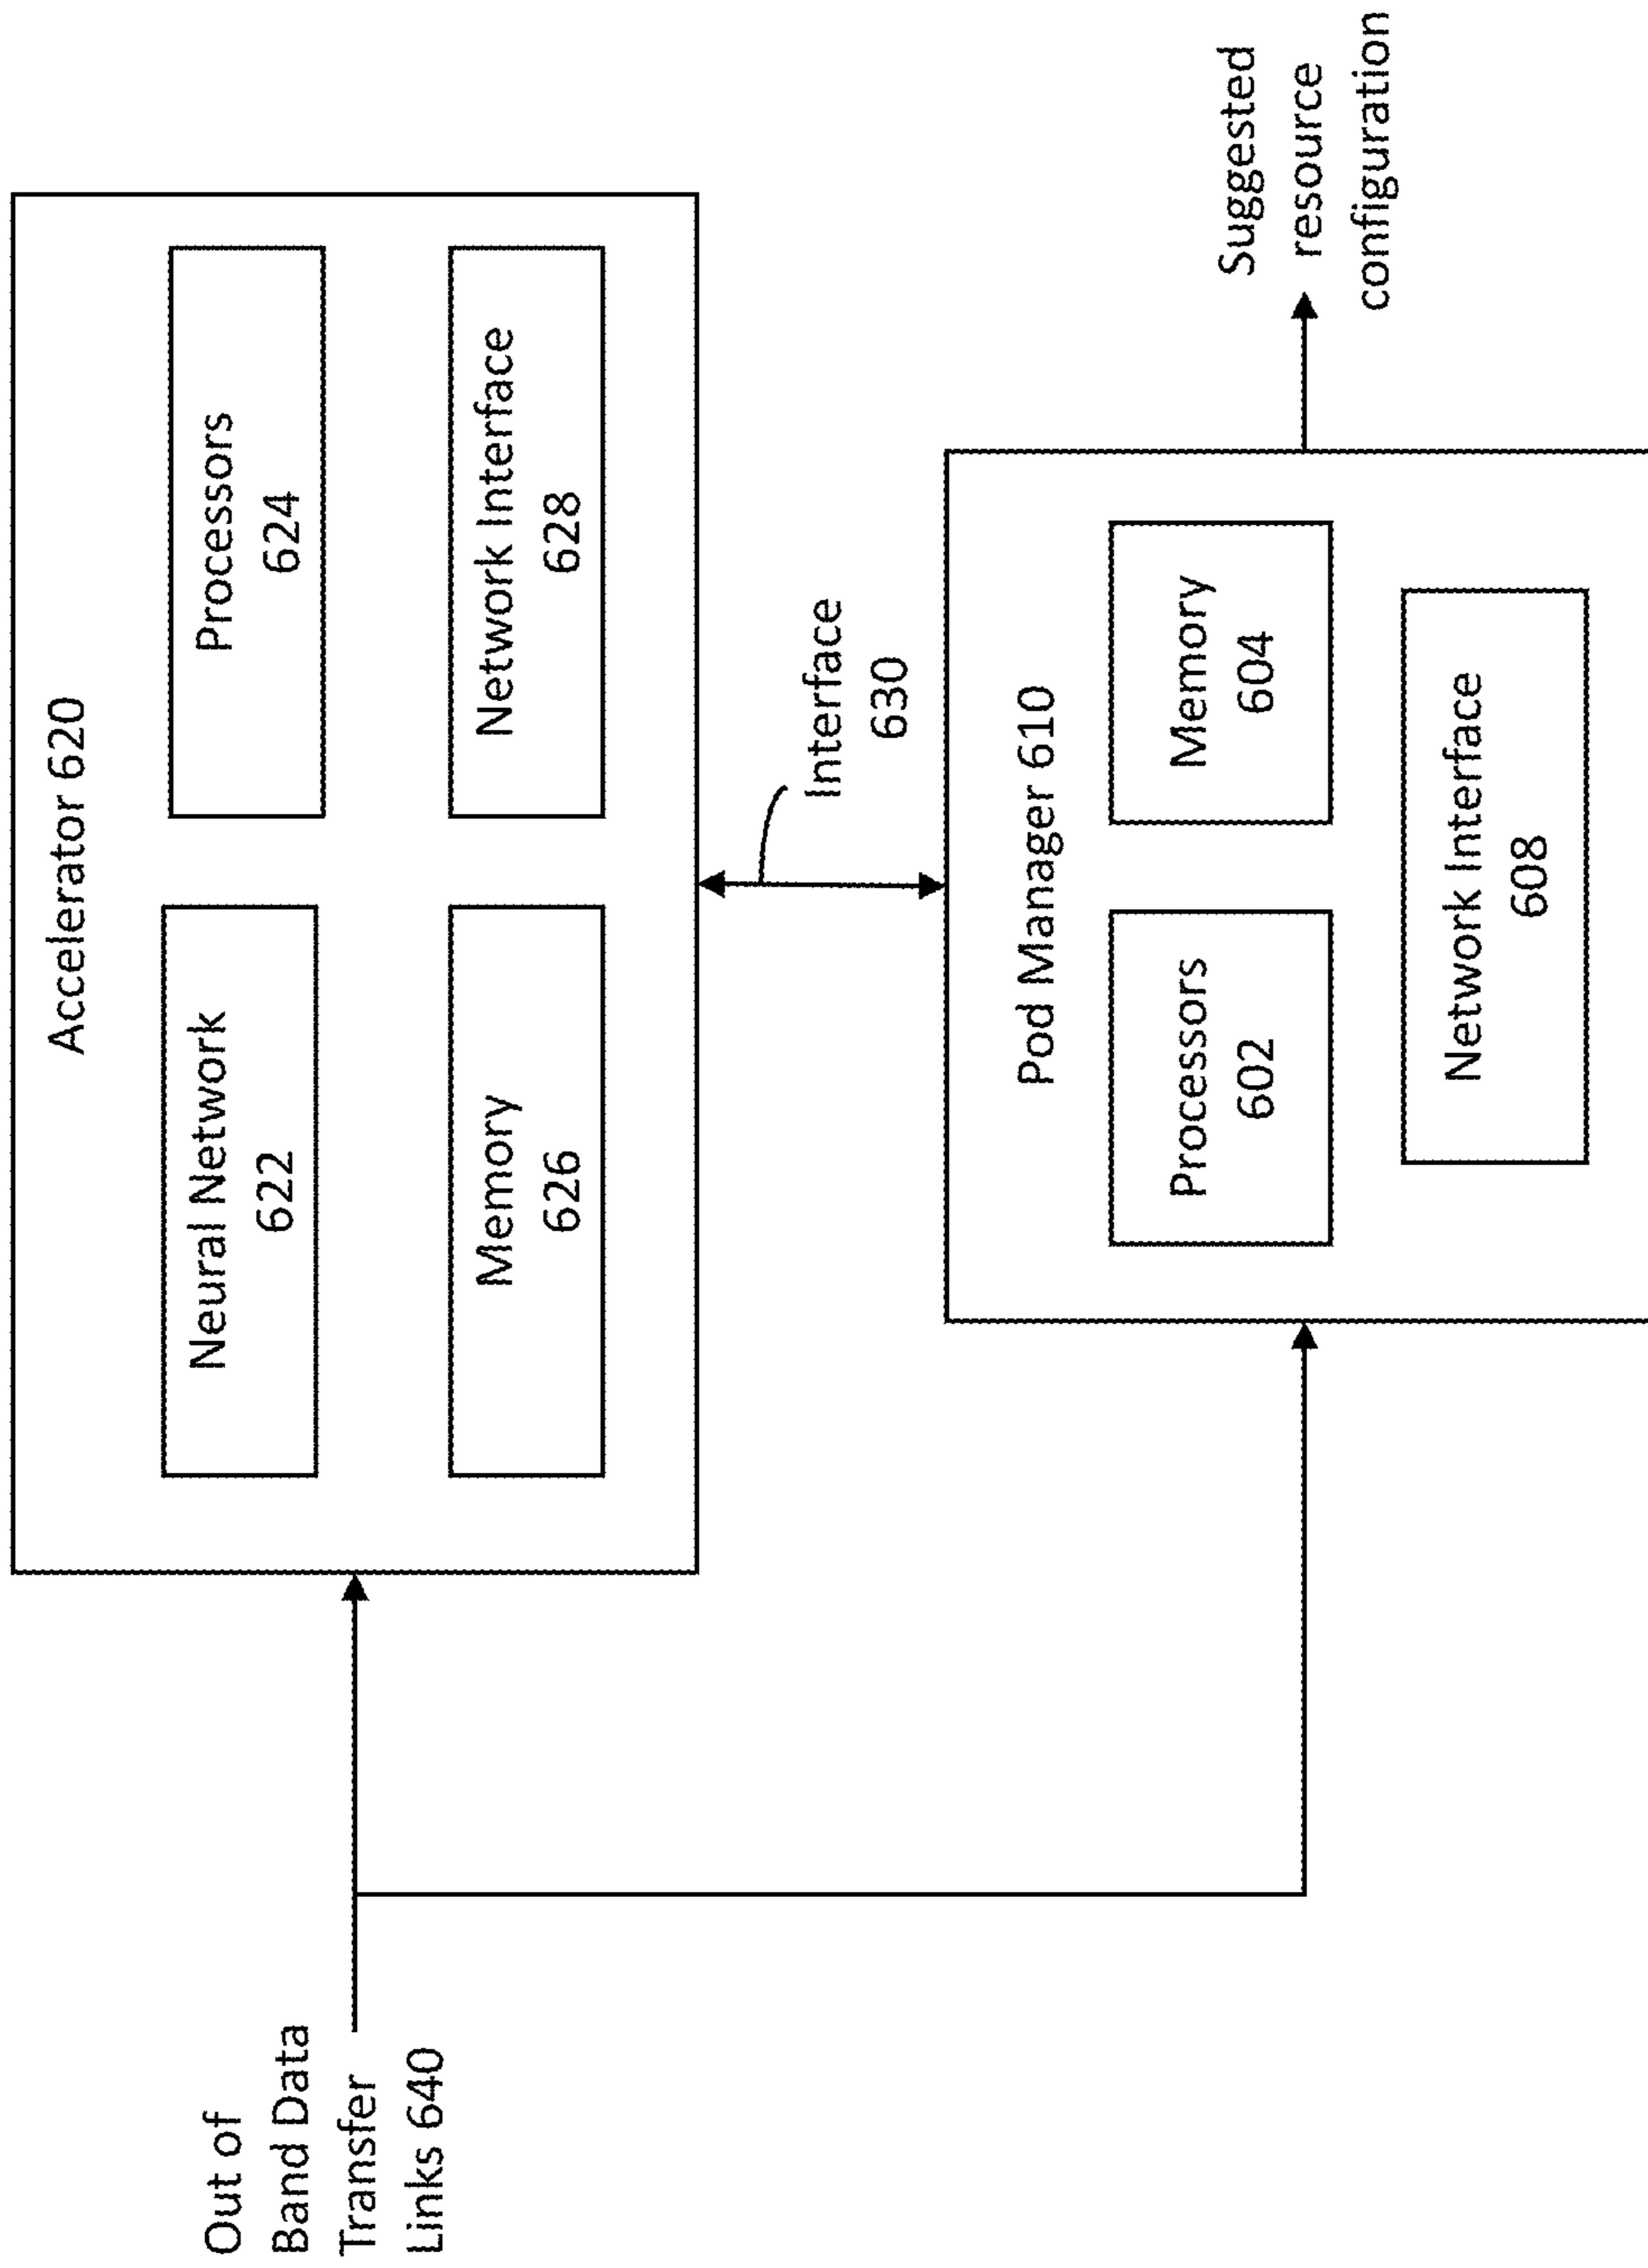 Accelerator 620
Neural Network
622
Processors
624
Memory
626
Network Interface
628
Out of
Band Data
Transfer
Links 640
Interface
630
Pod Manager 610
Processors
602
Memory
604
Network Interface
608
Suggested
resource
configuration